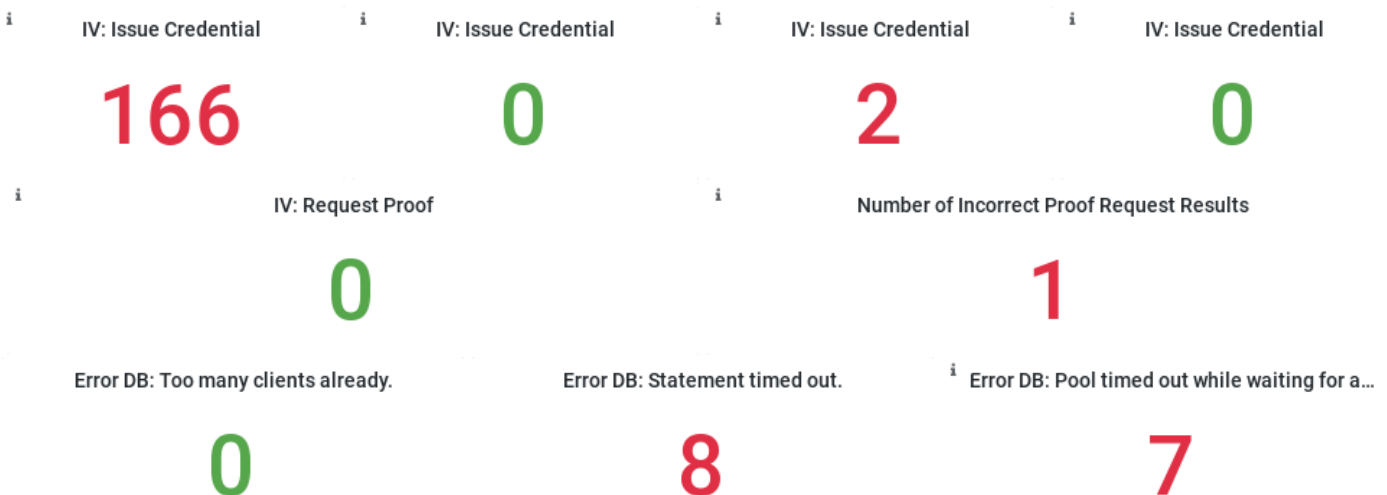 i IV: Issue Credential i IV: Issue Credential i IV: Issue Credential i IV: Issue Credential
166 0 2 0
i IV: Request Proof i Number of Incorrect Proof Request Results
0 1
Error DB: Too many clients already. Error DB: Statement timed out. i Error DB: Pool timed out while waiting for a...
0 8 7